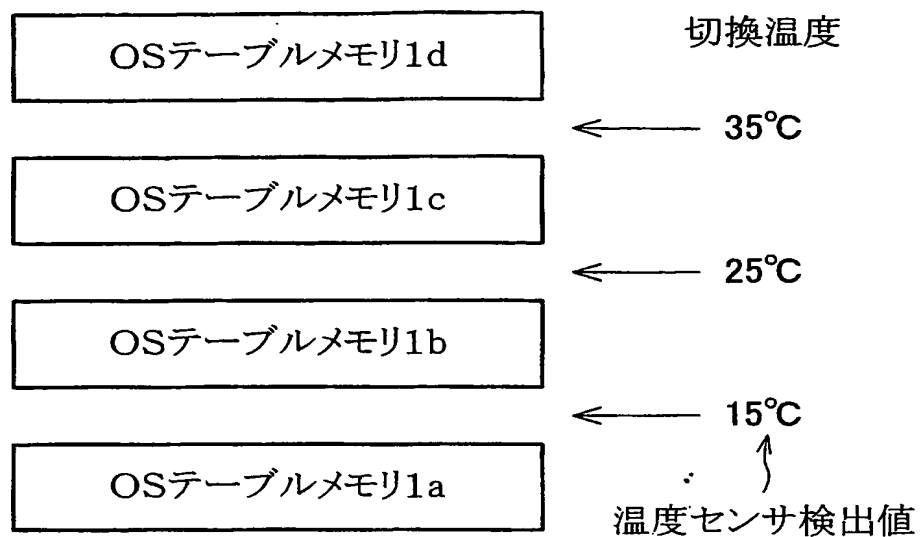 切換温度
OSテーブルメモリ1d
35℃
OSテーブルメモリ1c
25℃
OSテーブルメモリ1b
15℃
OSテーブルメモリ1a
温度センサ検出値